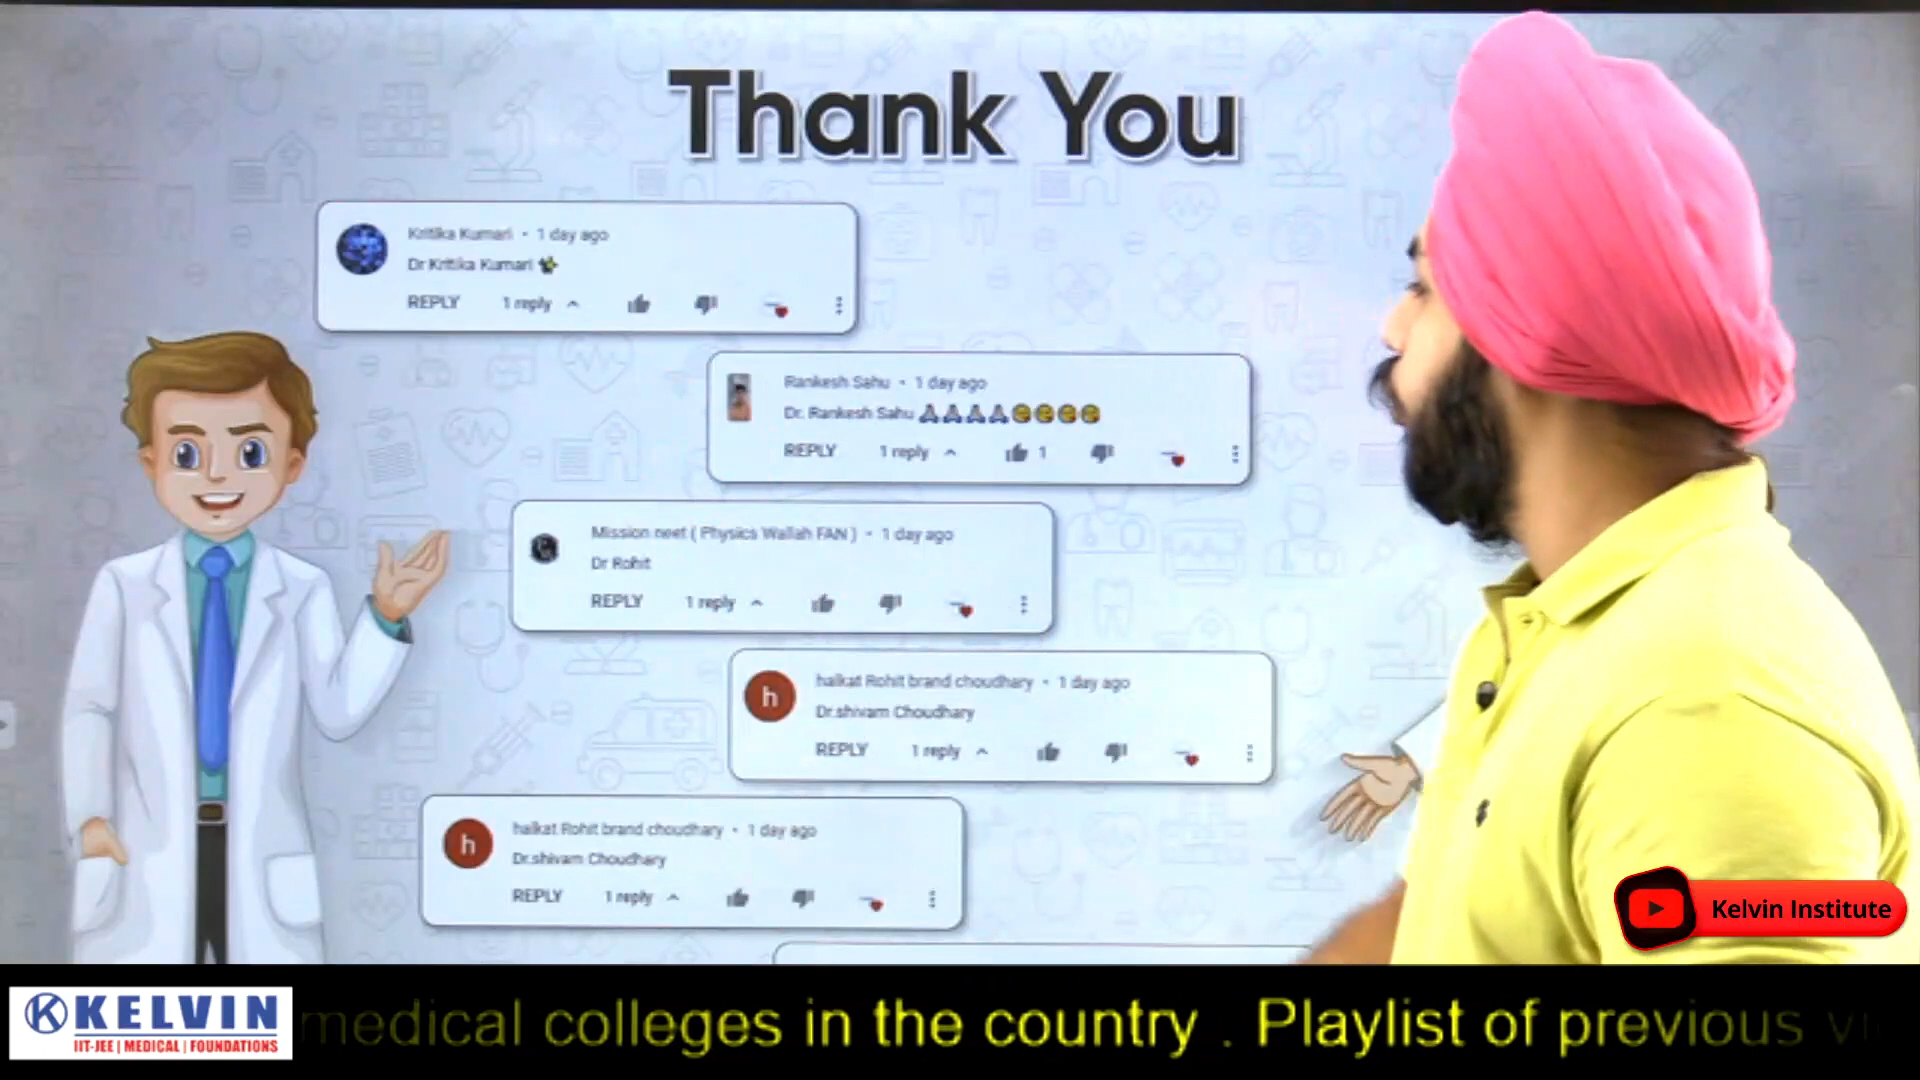 Thank You
Kritika Kumari • 1 day ago
Dr Kritika Kumari
REPLY 1 reply
Rankesh Sahu • 1 day ago
Dr. Rankesh Sahu
REPLY 1 reply 1
Mission neet ( Physics Wallah FAN ) • 1 day ago
Dr Rohit
REPLY 1 reply
h
halkat Rohit brand choudhary • 1 day ago
Dr.shivam Choudhary
REPLY 1 reply
h
halkat Rohit brand choudhary • 1 day ago
Dr.shivam Choudhary
REPLY 1 reply
Kelvin Institute
KELVIN
IIT-JEE | MEDICAL | FOUNDATIONS
medical colleges in the country . Playlist of previous